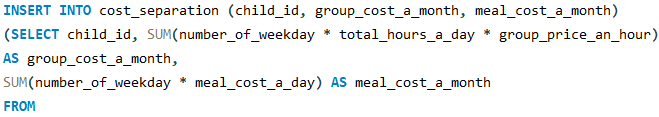 INSERT INTO cost_separation (child_id, group_cost_a_month, meal_cost_a_month)
(SELECT child_id, SUM(number_of_weekday * total_hours_a_day * group_price_an_hour)
AS group_cost_a_month,
SUM(number_of_weekday * meal_cost_a_day) AS meal_cost_a_month
FROM